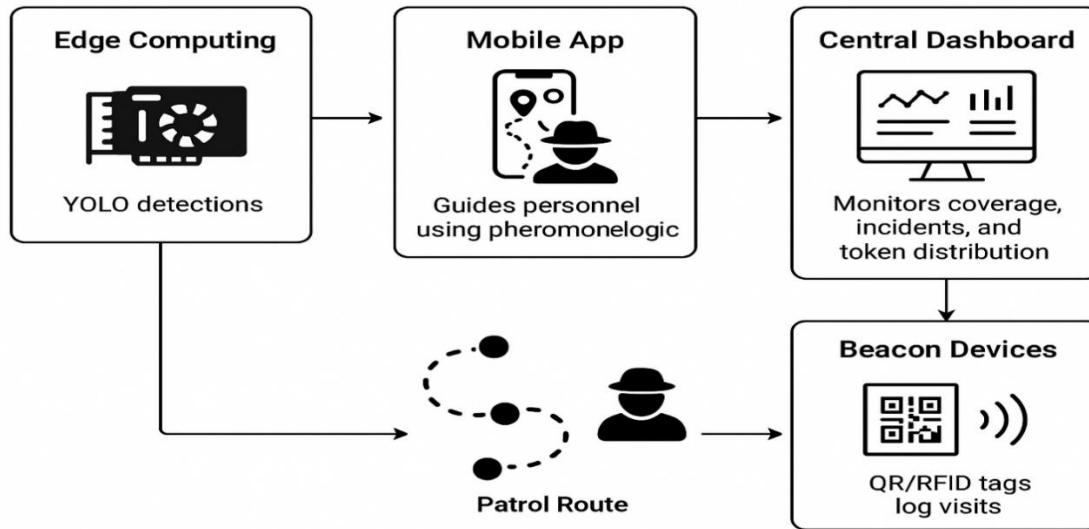 Edge Computing
YOLO detections
Mobile App
Guides personnel
using pheromonelogic
Central Dashboard
Monitors coverage,
incidents, and
token distribution
Patrol Route
Beacon Devices
QR/RFID tags
log visits